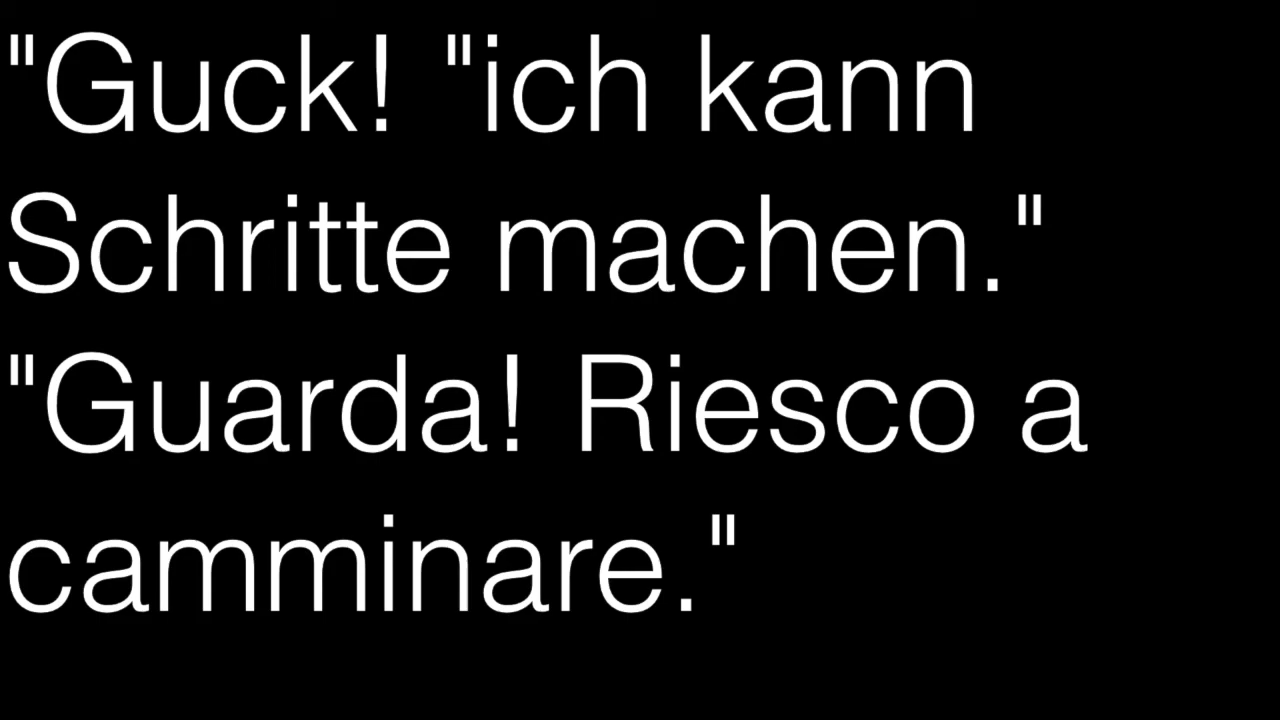 "Guck! "ich kann
Schritte machen."
"Guarda! Riesco a
camminare."